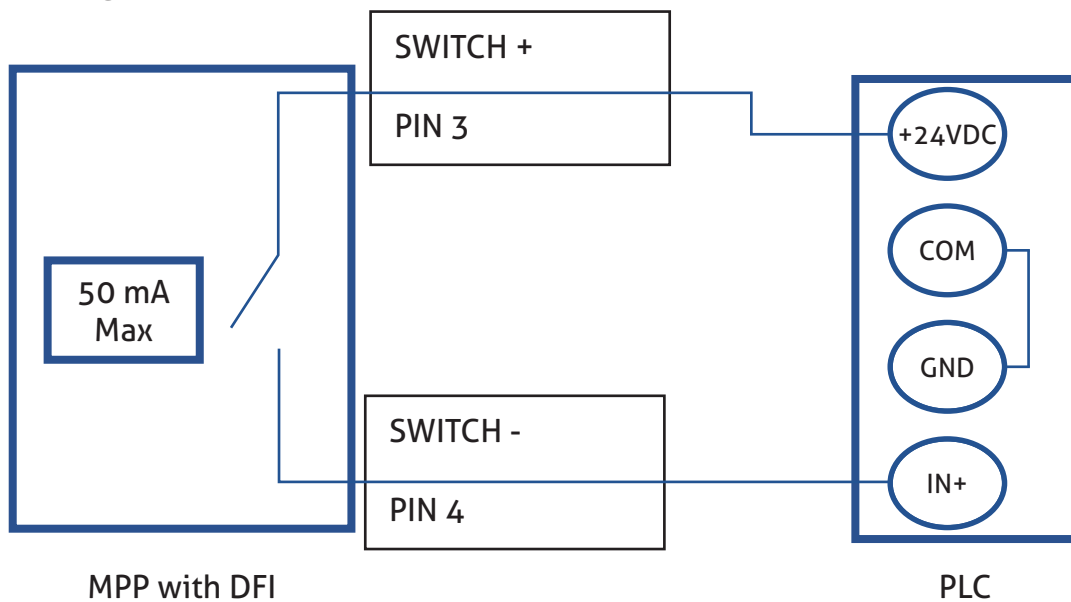 SWITCH +
PIN 3
+24VDC
COM
50 mA
Max
GND
SWITCH -
IN+
PIN 4
MPP with DFI
PLC